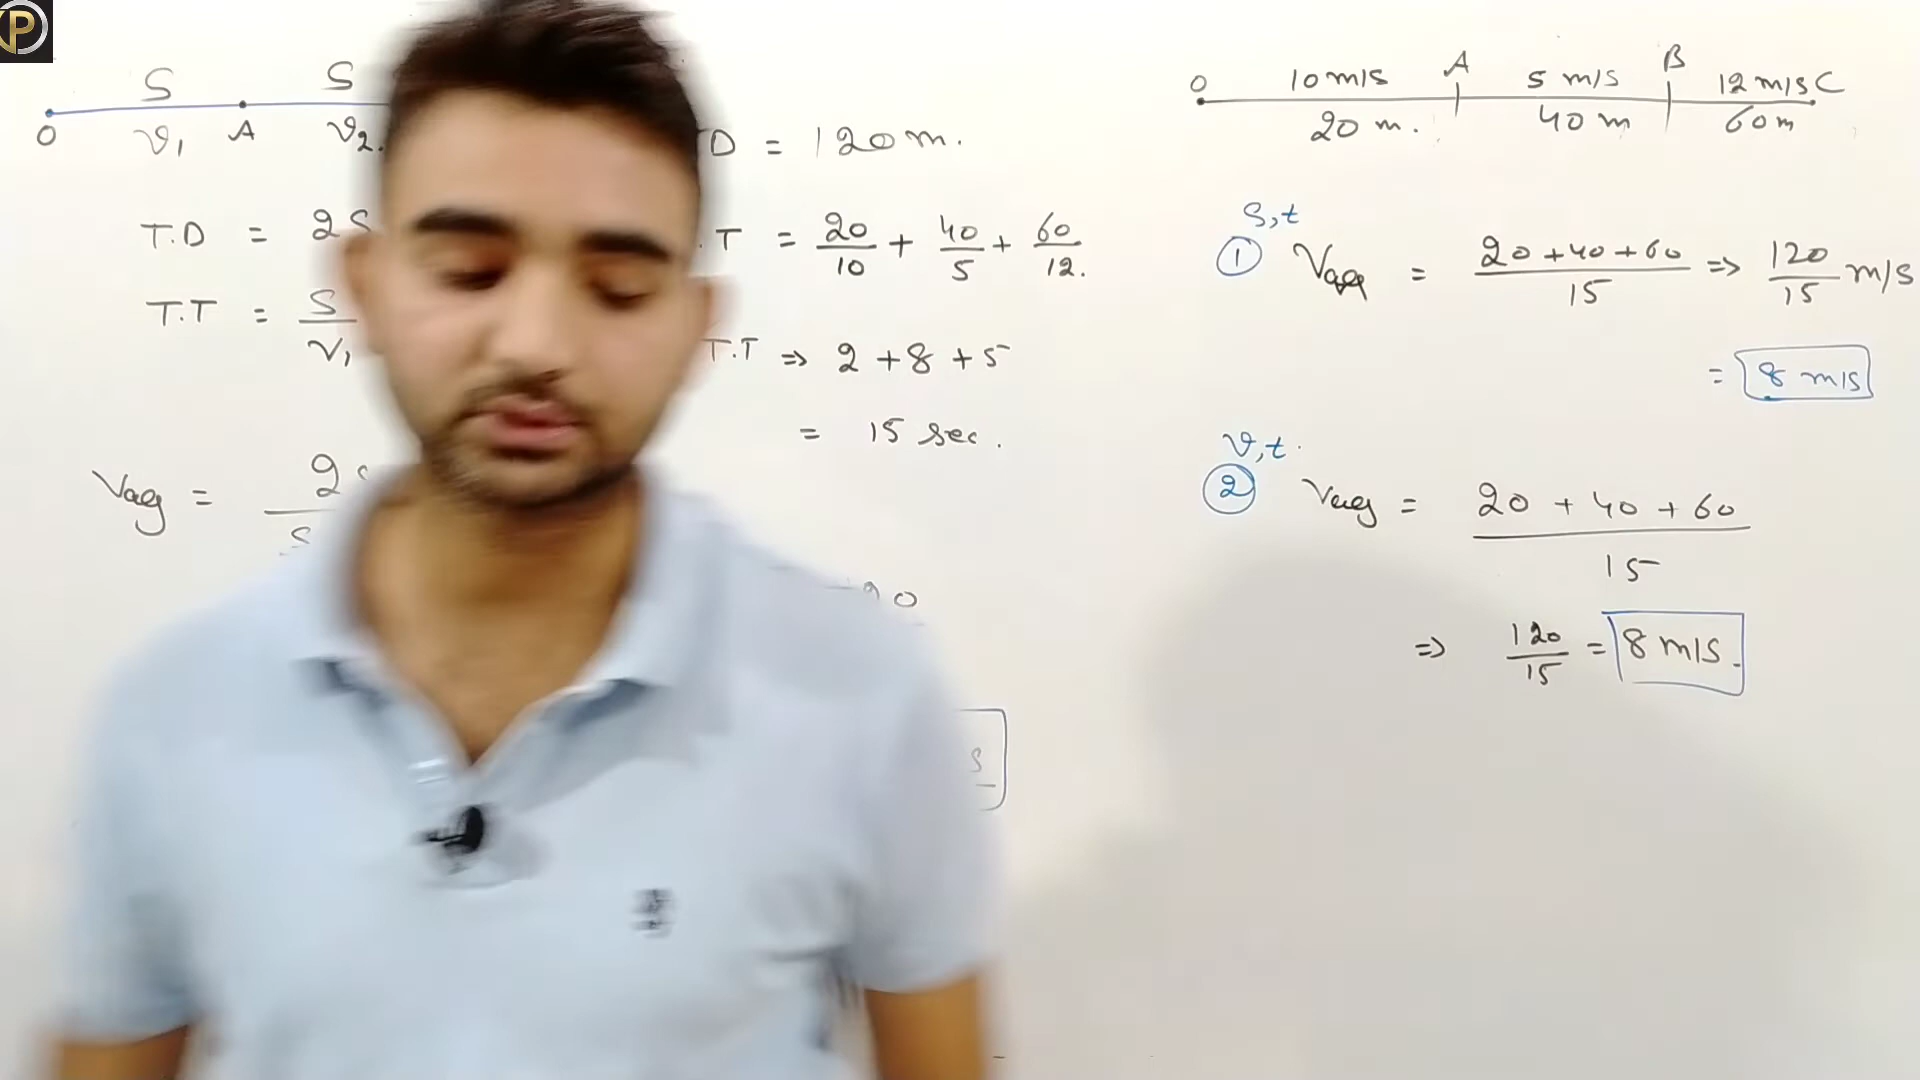 P
S S
O v₁ A v₂.
T.D = 2S
T.T = S/v₁
Vavg = 2
D = 120 m.
.T = 20/10 + 40/5 + 60/12.
T.T ⇒ 2 + 8 + 5
= 15 sec.
O 10 m/s A 5 m/s B 12 m/s C
20 m. 40 m 60 m
S,t
① Vavg = 20+40+60/15 ⇒ 120/15 m/s
= 8 m/s
v,t.
② Vavg = 20 + 40 + 60/15
⇒ 120/15 = 8 m/s.